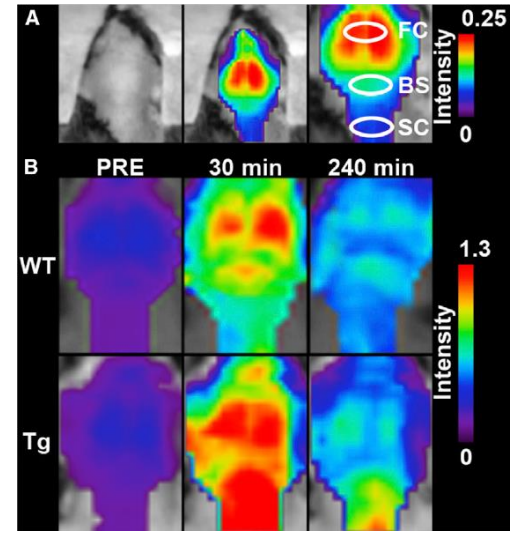 A
0.25
FC
BS
SC
Intensity
0
B
PRE
30 min
240 min
WT
1.3
Intensity
Tg
0